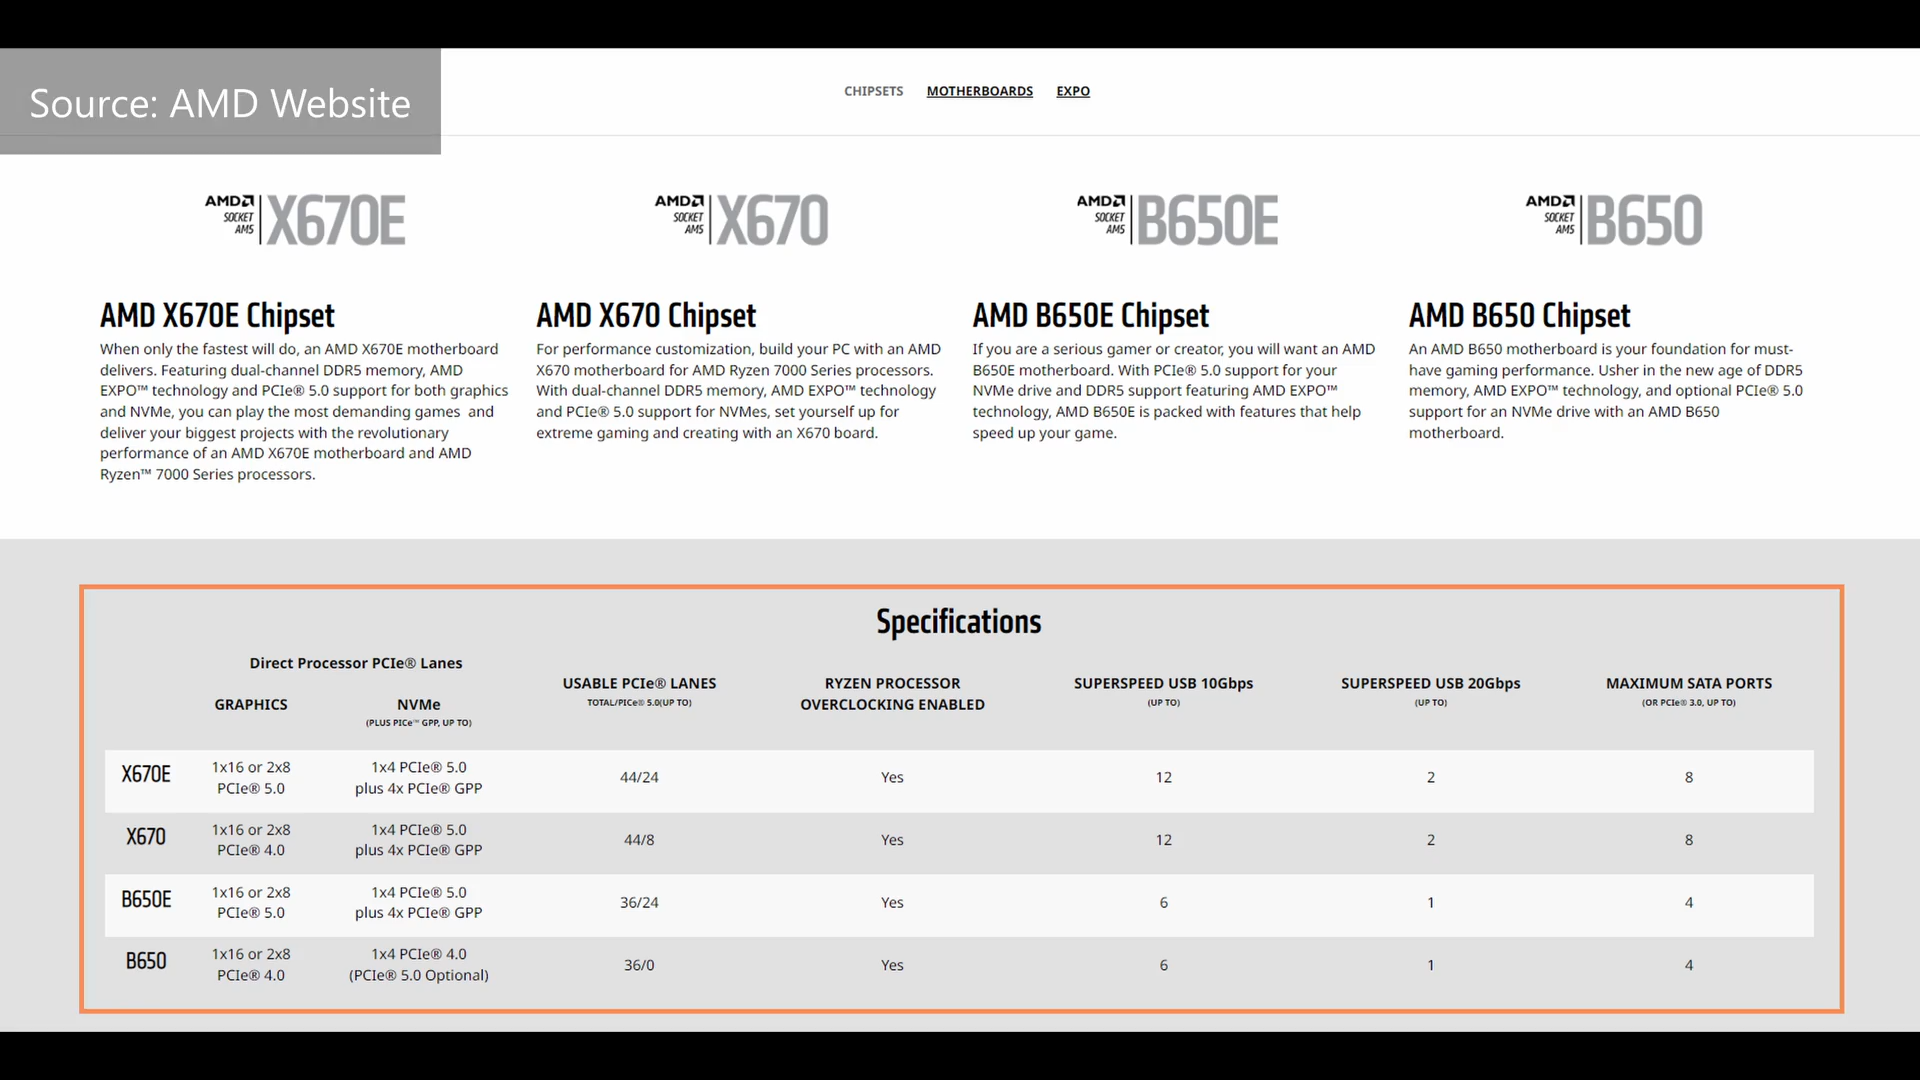 Source: AMD Website
CHIPSETS MOTHERBOARDS EXPO
AMD SOCKET AM5 X670E
AMD SOCKET AM5 X670
AMD SOCKET AM5 B650E
AMD SOCKET AM5 B650
AMD X670E Chipset
When only the fastest will do, an AMD X670E motherboard
delivers. Featuring dual-channel DDR5 memory, AMD
EXPO™ technology and PCIe® 5.0 support for both graphics
and NVMe, you can play the most demanding games and
deliver your biggest projects with the revolutionary
performance of an AMD X670E motherboard and AMD
Ryzen™ 7000 Series processors.
AMD X670 Chipset
For performance customization, build your PC with an AMD
X670 motherboard for AMD Ryzen 7000 Series processors.
With dual-channel DDR5 memory, AMD EXPO™ technology
and PCIe® 5.0 support for NVMes, set yourself up for
extreme gaming and creating with an X670 board.
AMD B650E Chipset
If you are a serious gamer or creator, you will want an AMD
B650E motherboard. With PCIe® 5.0 support for your
NVMe drive and DDR5 support featuring AMD EXPO™
technology, AMD B650E is packed with features that help
speed up your game.
AMD B650 Chipset
An AMD B650 motherboard is your foundation for must-
have gaming performance. Usher in the new age of DDR5
memory, AMD EXPO™ technology, and optional PCIe® 5.0
support for an NVMe drive with an AMD B650
motherboard.
Specifications
Direct Processor PCIe® Lanes
GRAPHICS
NVMe
(PLUS PICe™ GPP, UP TO)
USABLE PCIe® LANES
TOTAL/PICe® 5.0(UP TO)
RYZEN PROCESSOR
OVERCLOCKING ENABLED
SUPERSPEED USB 10Gbps
(UP TO)
SUPERSPEED USB 20Gbps
(UP TO)
MAXIMUM SATA PORTS
(OR PCIe® 3.0, UP TO)
X670E
1x16 or 2x8
PCIe® 5.0
1x4 PCIe® 5.0
plus 4x PCIe® GPP
44/24
Yes
12
2
8
X670
1x16 or 2x8
PCIe® 4.0
1x4 PCIe® 5.0
plus 4x PCIe® GPP
44/8
Yes
12
2
8
B650E
1x16 or 2x8
PCIe® 5.0
1x4 PCIe® 5.0
plus 4x PCIe® GPP
36/24
Yes
6
1
4
B650
1x16 or 2x8
PCIe® 4.0
1x4 PCIe® 4.0
(PCIe® 5.0 Optional)
36/0
Yes
6
1
4